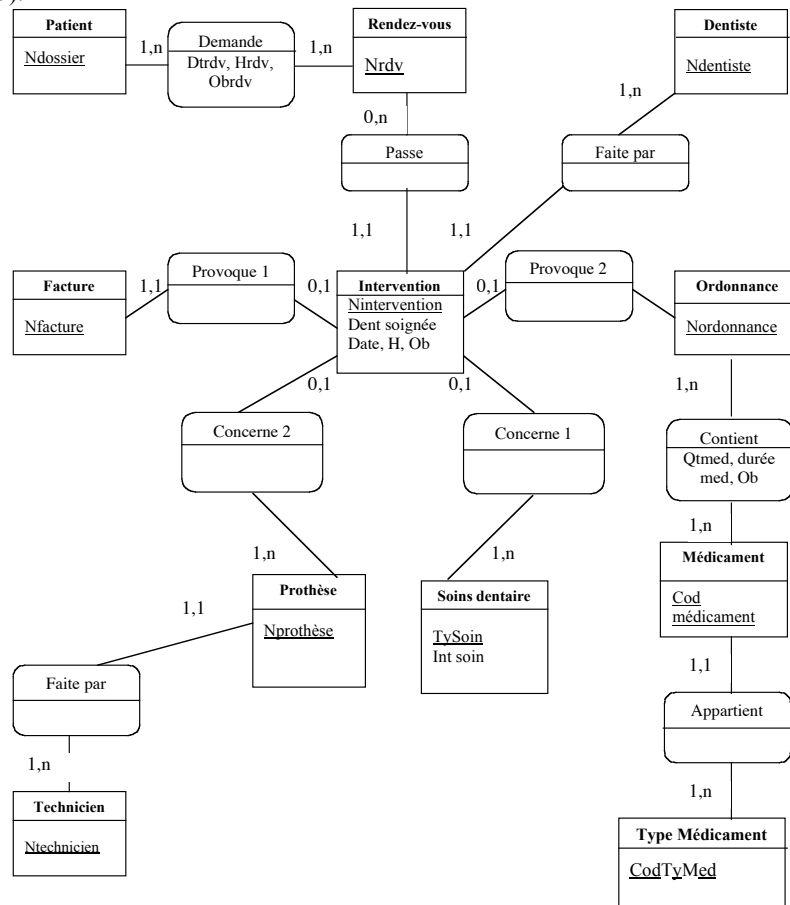 Patient
Ndossier
1,n
Demande
Dtrdv, Hrdv,
Obrdv
1,n
Rendez-vous
Nrdv
Dentiste
Ndentiste
0,n
1,n
Passe
Faite par
1,1
1,1
Facture
Nfacture
1,1
Provoque 1
0,1
Intervention
Nintervention
Dent soignée
Date, H, Ob
0,1
Provoque 2
Ordonnance
Nordonnance
0,1
0,1
1,n
Concerne 2
Concerne 1
Contient
Qtmed, durée
med, Ob
1,n
1,n
1,n
Prothèse
Nprothèse
Soins dentaire
TySoin
Int soin
Médicament
Cod
médicament
1,1
1,1
Faite par
Appartient
1,n
1,n
Technicien
Ntechnicien
Type Médicament
CodTyMed